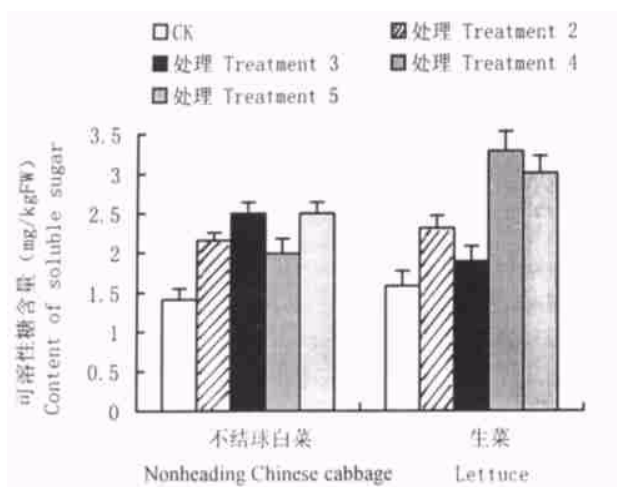 CK
处理 Treatment 2
处理 Treatment 3
处理 Treatment 4
处理 Treatment 5
可溶性糖含量 (mg/kgFW)
Content of soluble sugar
3.5
3
2.5
2
1.5
1
0.5
0
不结球白菜
生菜
Nonheading Chinese cabbage
Lettuce